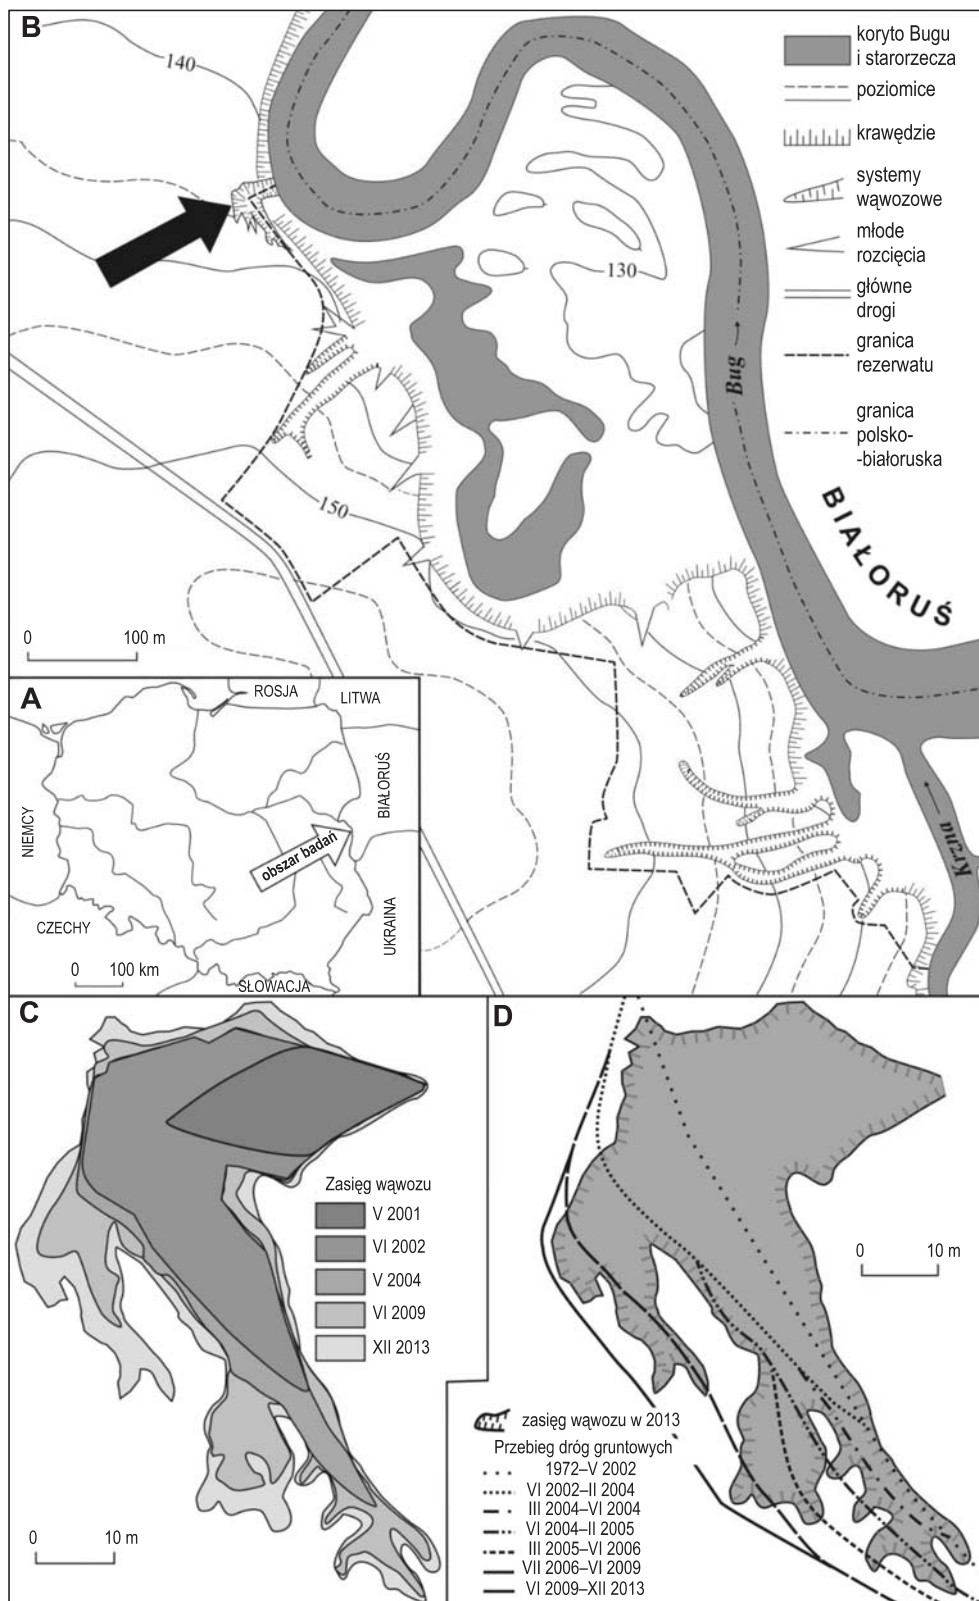 B
140
130
150
Bug
Krzna
BIAŁORUŚ
0 100 m
koryto Bugu
i starorzecza
poziomice
krawędzie
systemy
wąwozowe
młode
rozcięcia
główne
drogi
granica
rezerwatu
granica
polsko-
-białoruska
A
ROSJA
LITWA
BIAŁORUŚ
NIEMCY
obszar badań
CZECHY
UKRAINA
SŁOWACJA
0 100 km
C
Zasięg wąwozu
V 2001
VI 2002
V 2004
VI 2009
XII 2013
0 10 m
D
0 10 m
zasięg wąwozu w 2013
Przebieg dróg gruntowych
1972–V 2002
VI 2002–II 2004
III 2004–VI 2004
VI 2004–II 2005
III 2005–VI 2006
VII 2006–VI 2009
VI 2009–XII 2013